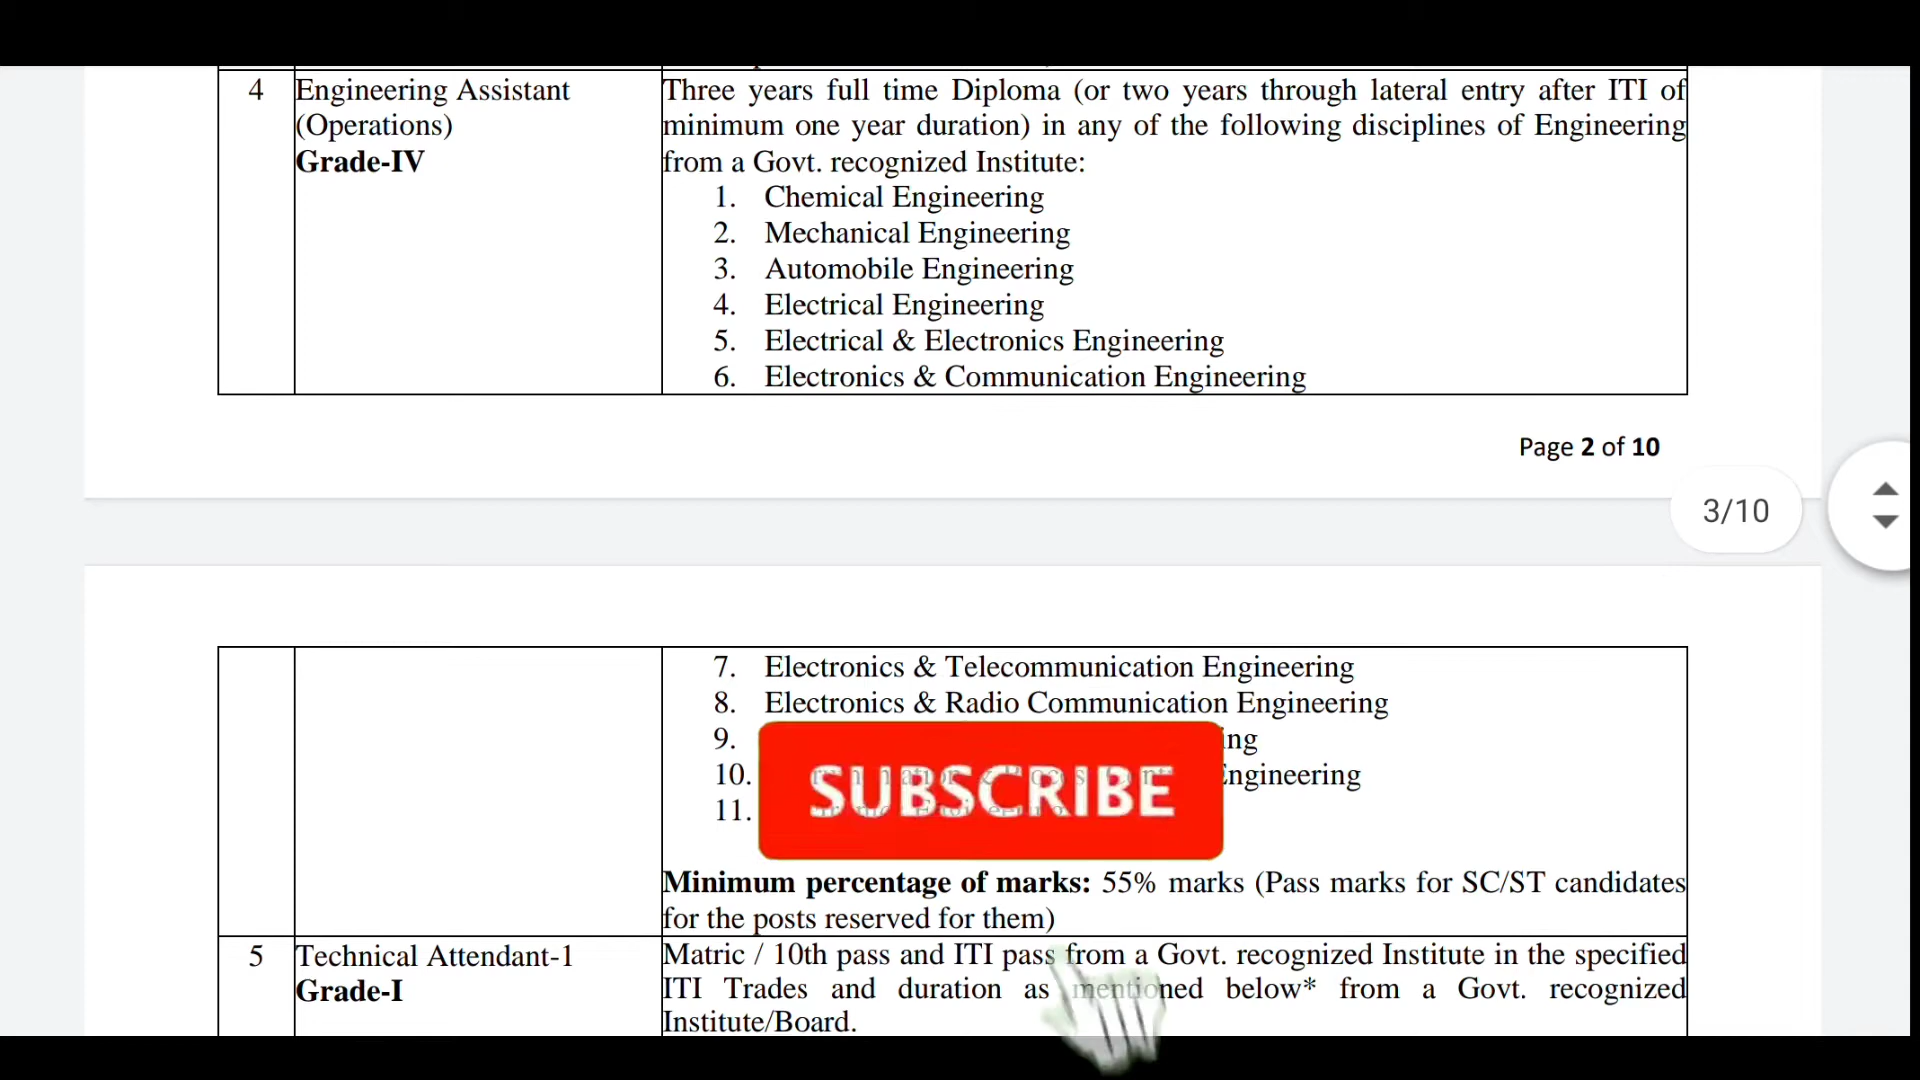 4 Engineering Assistant Three years full time Diploma (or two years through lateral entry after ITI of
(Operations) minimum one year duration) in any of the following disciplines of Engineering
Grade-IV from a Govt. recognized Institute:
1. Chemical Engineering
2. Mechanical Engineering
3. Automobile Engineering
4. Electrical Engineering
5. Electrical & Electronics Engineering
6. Electronics & Communication Engineering
Page 2 of 10
3/10
7. Electronics & Telecommunication Engineering
8. Electronics & Radio Communication Engineering
9.
10. Engineering
11.
SUBSCRIBE
Minimum percentage of marks: 55% marks (Pass marks for SC/ST candidates
for the posts reserved for them)
5 Technical Attendant-1 Matric / 10th pass and ITI pass from a Govt. recognized Institute in the specified
Grade-I ITI Trades and duration as mentioned below* from a Govt. recognized
Institute/Board.